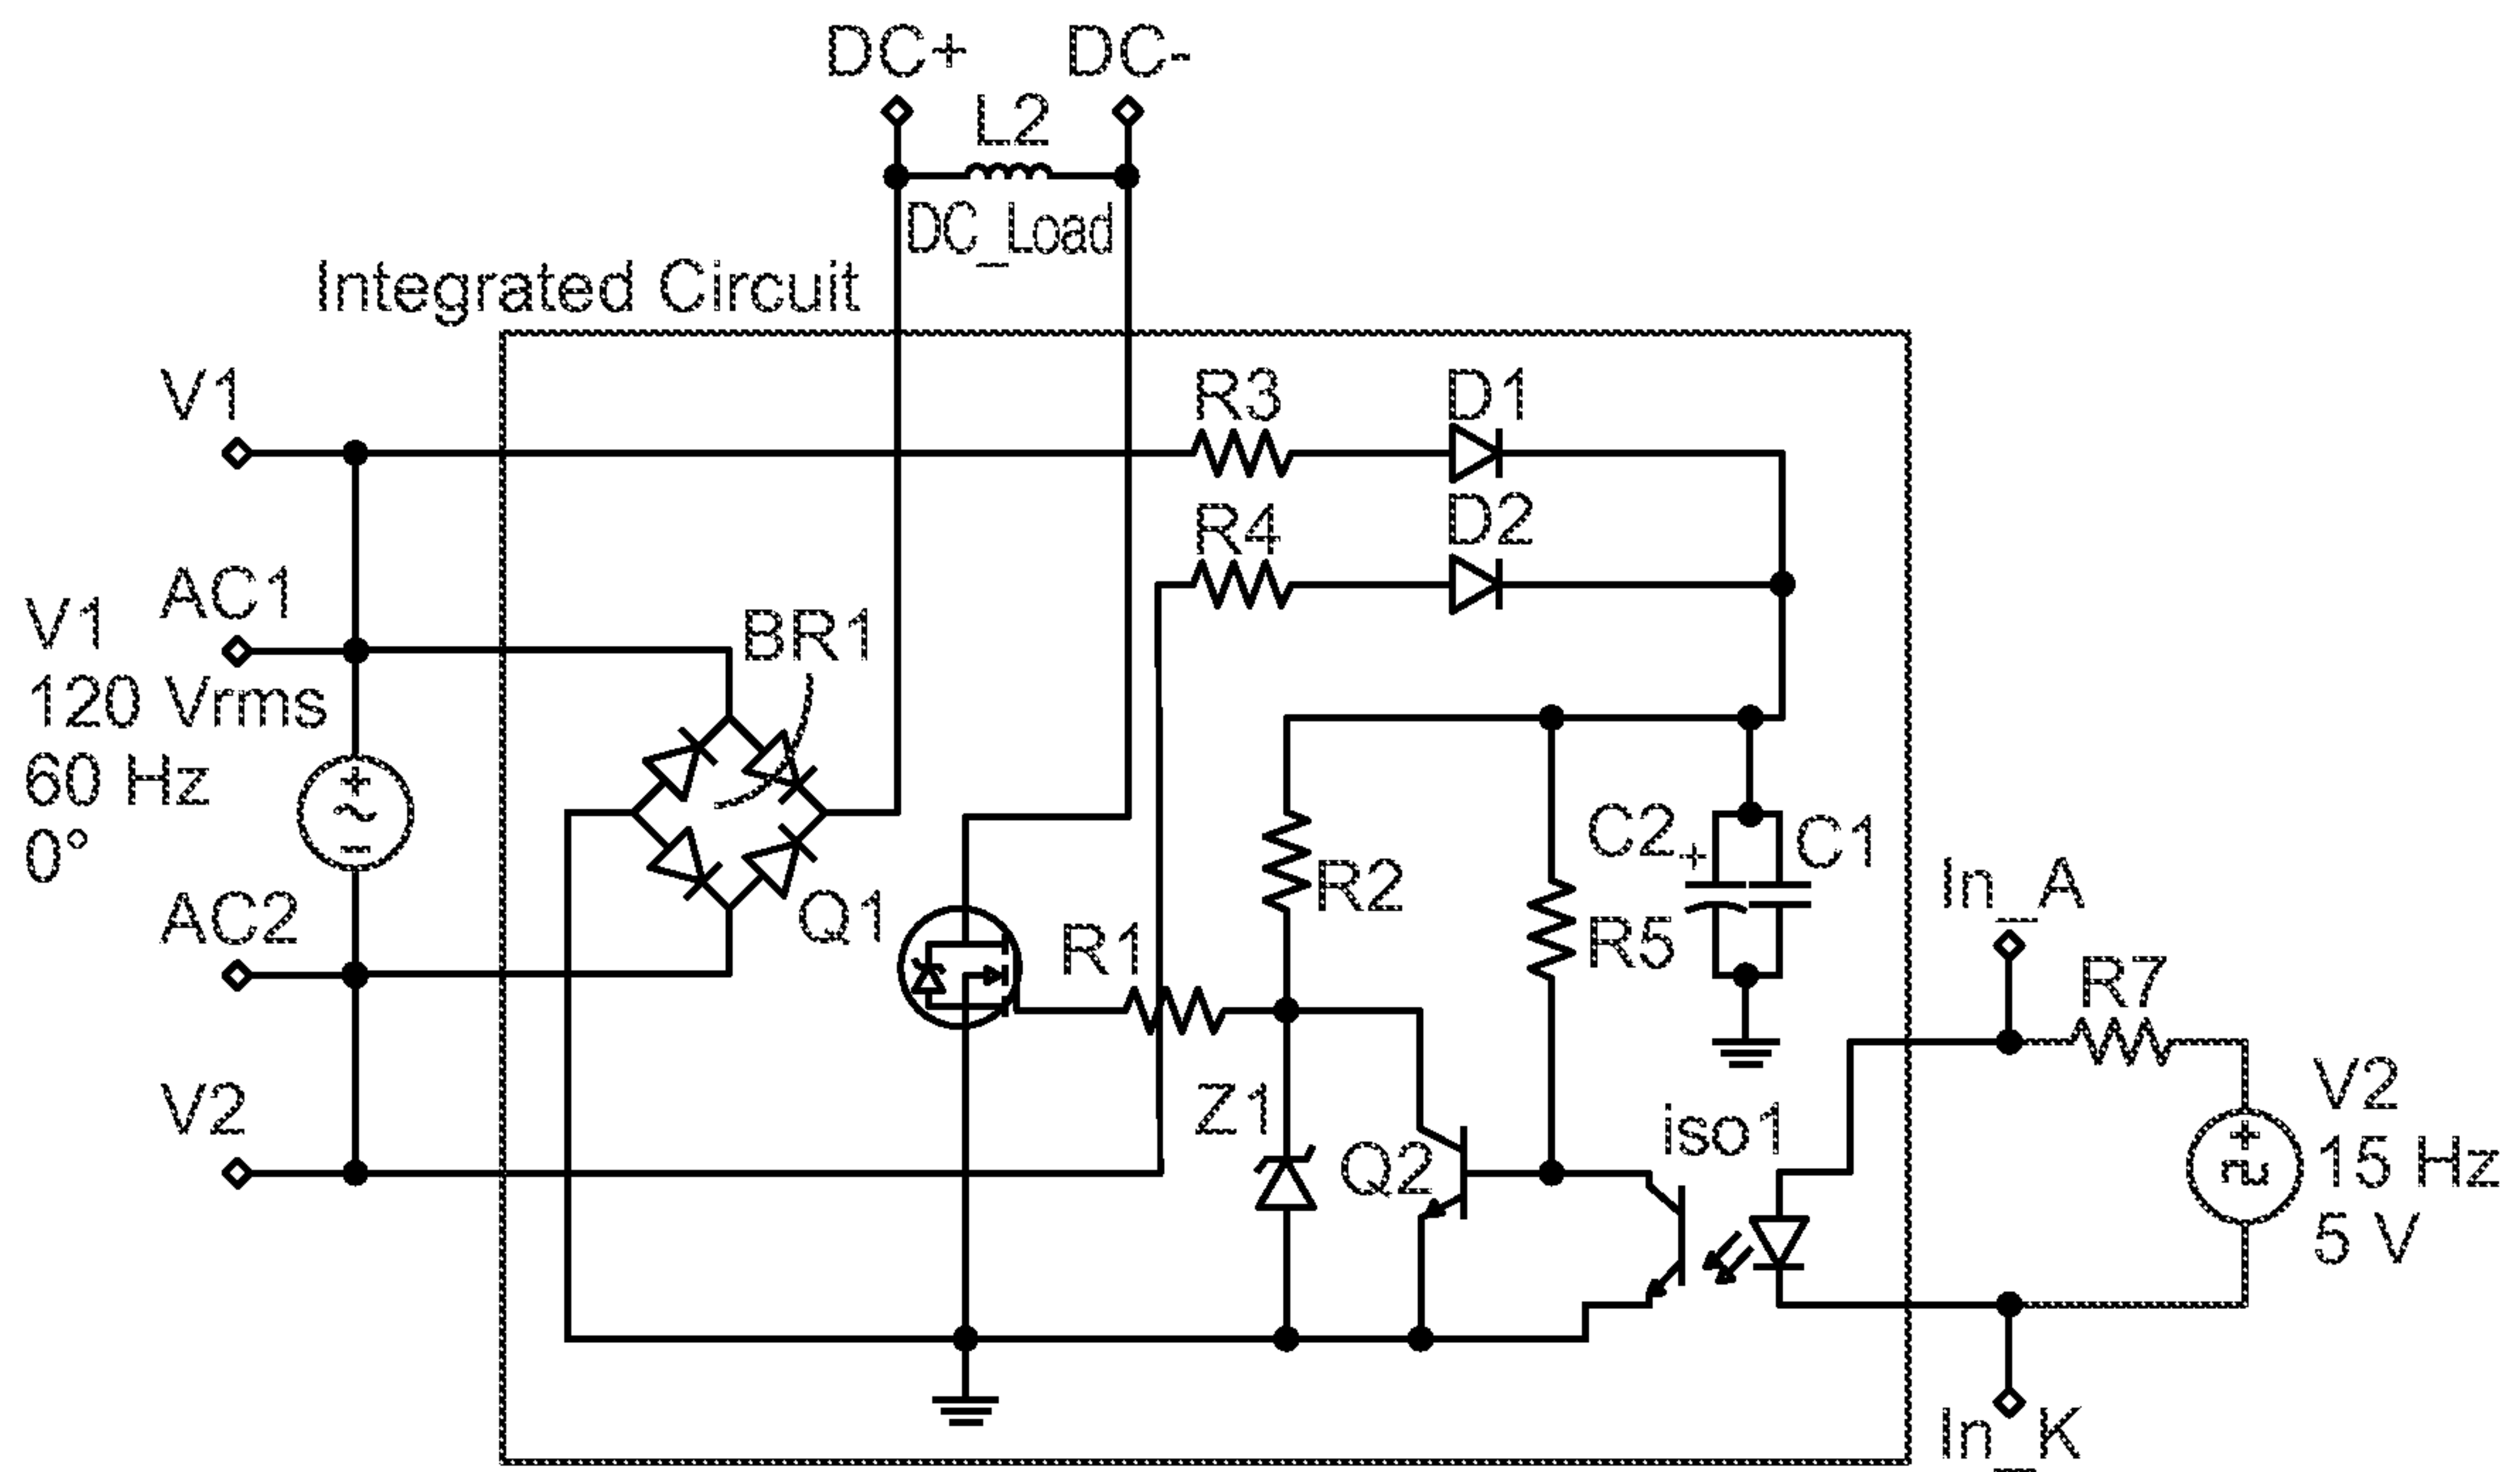 DC+ DC-
L2
DC_Load
Integrated Circuit
V1
R3
D1
R4
D2
AC1
V1
120 Vrms
60 Hz
0°
BR1
AC2
Q1
R1
R2
R5
C2
+
C1
In_A
R7
V2
Z1
Q2
iso1
V2
15 Hz
5 V
In_K